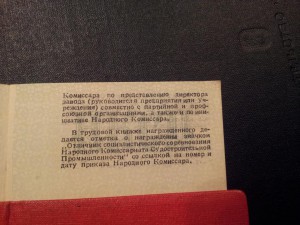 Комиссара по представлению директора
завода (руководителя предприятия или уч-
реждения) совместно с партийной и проф-
союзной организациями, а также и по ини-
циативе Народного Комиссара.
В трудовой книжке награжденного де-
лается отметка о награждении значком
„Отличник социалистического соревнования
Народного Комиссариата Судостроительной
Промышленности" со ссылкой на номер и
дату приказа Народного Комиссара.